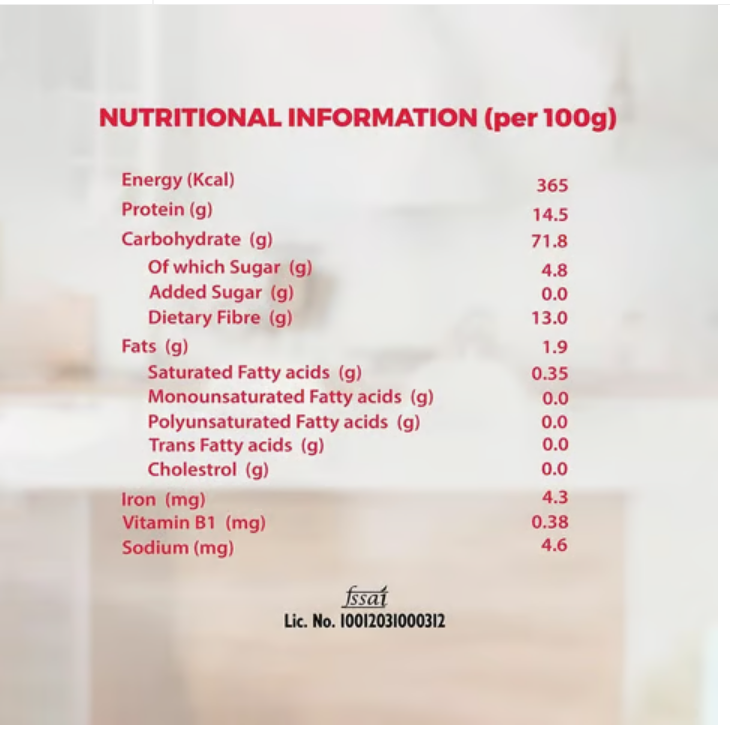 NUTRITIONAL INFORMATION (per 100g)
Energy (Kcal) 365
Protein (g) 14.5
Carbohydrate (g) 71.8
Of which Sugar (g) 4.8
Added Sugar (g) 0.0
Dietary Fibre (g) 13.0
Fats (g) 1.9
Saturated Fatty acids (g) 0.35
Monounsaturated Fatty acids (g) 0.0
Polyunsaturated Fatty acids (g) 0.0
Trans Fatty acids (g) 0.0
Cholestrol (g) 0.0
Iron (mg) 4.3
Vitamin B1 (mg) 0.38
Sodium (mg) 4.6
fssai
Lic. No. 10012031000312